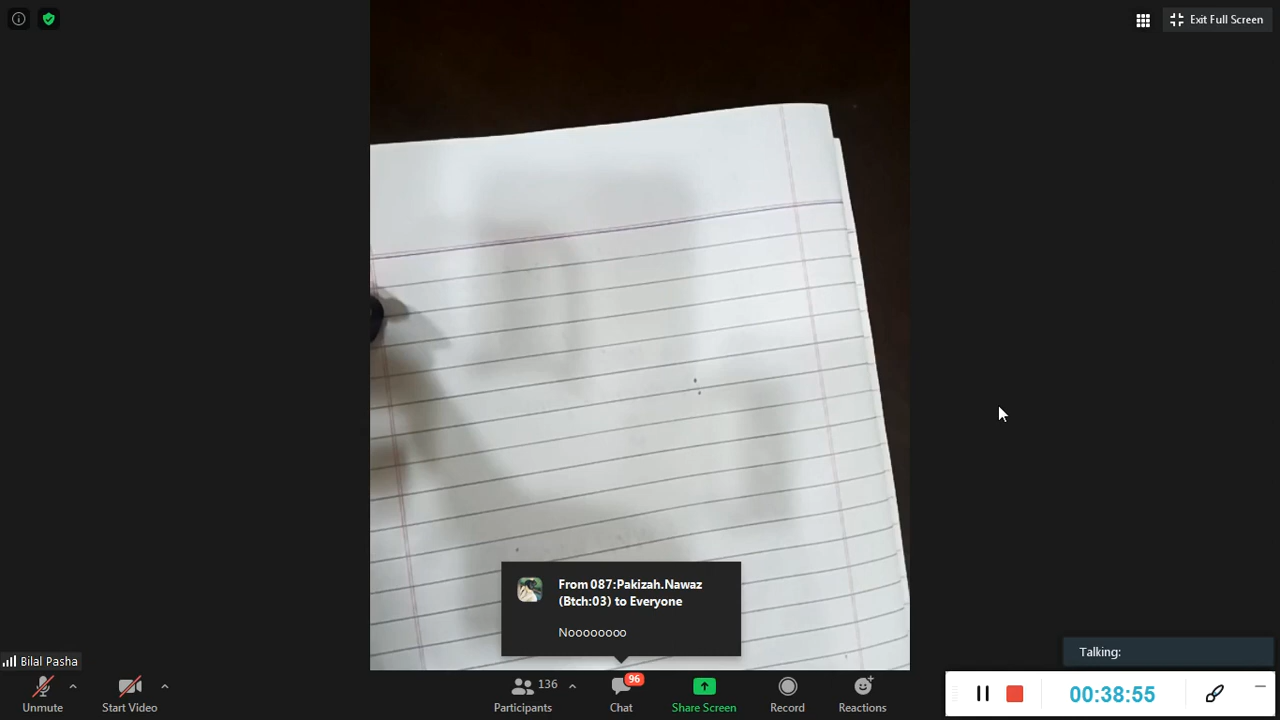 Exit Full Screen
From 087:Pakizah.Nawaz
(Btch:03) to Everyone
Noooooooo
Bilal Pasha
Talking:
Unmute
Start Video
136
Participants
96
Chat
Share Screen
Record
Reactions
00:38:55